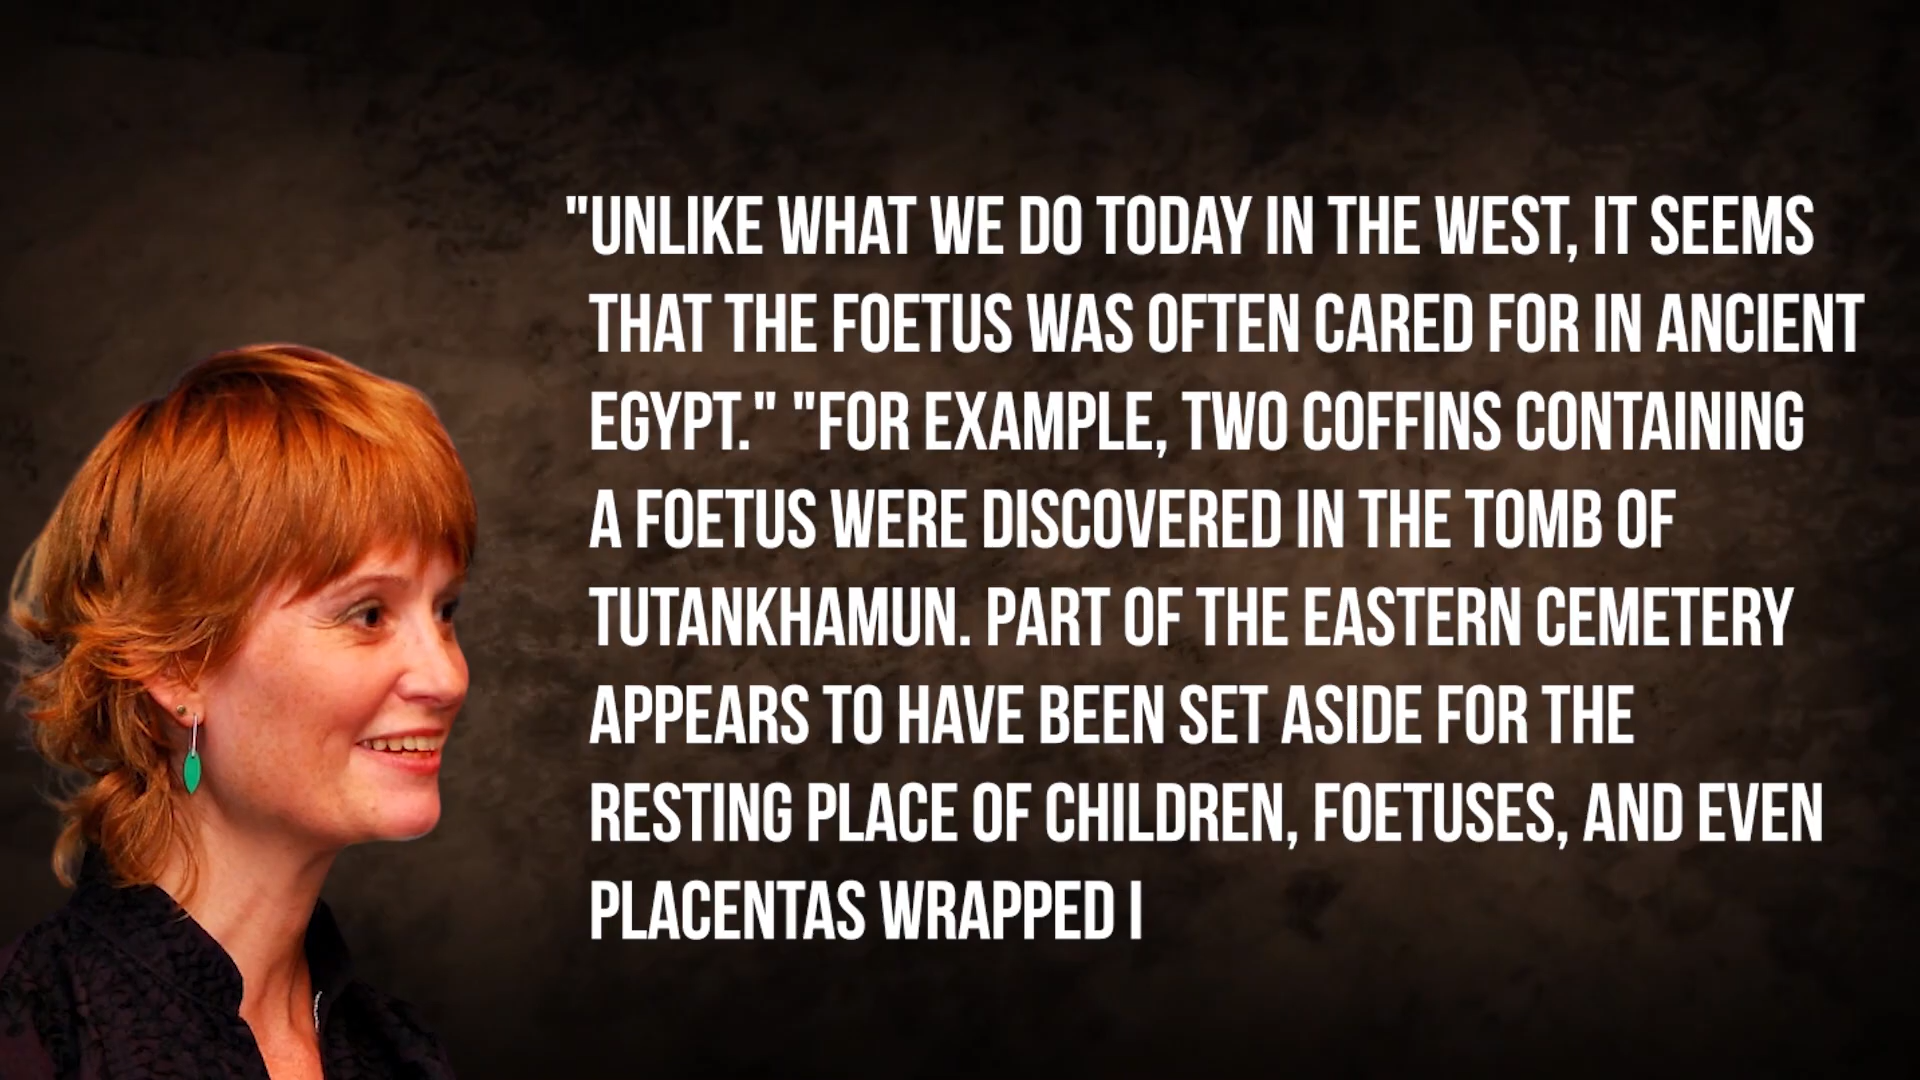 "UNLIKE WHAT WE DO TODAY IN THE WEST, IT SEEMS
THAT THE FOETUS WAS OFTEN CARED FOR IN ANCIENT
EGYPT." "FOR EXAMPLE, TWO COFFINS CONTAINING
A FOETUS WERE DISCOVERED IN THE TOMB OF
TUTANKHAMUN. PART OF THE EASTERN CEMETERY
APPEARS TO HAVE BEEN SET ASIDE FOR THE
RESTING PLACE OF CHILDREN, FOETUSES, AND EVEN
PLACENTAS WRAPPED I